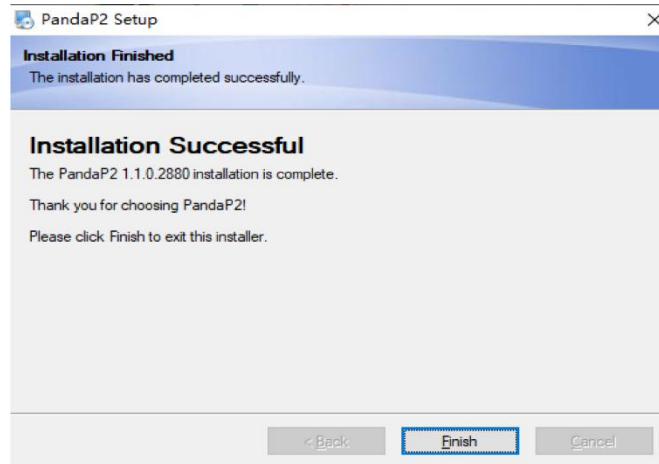 PandaP2 Setup
Installation Finished
The installation has completed successfully.
Installation Successful
The PandaP2 1.1.0.2880 installation is complete.
Thank you for choosing PandaP2!
Please click Finish to exit this installer.
< Back Finish Cancel